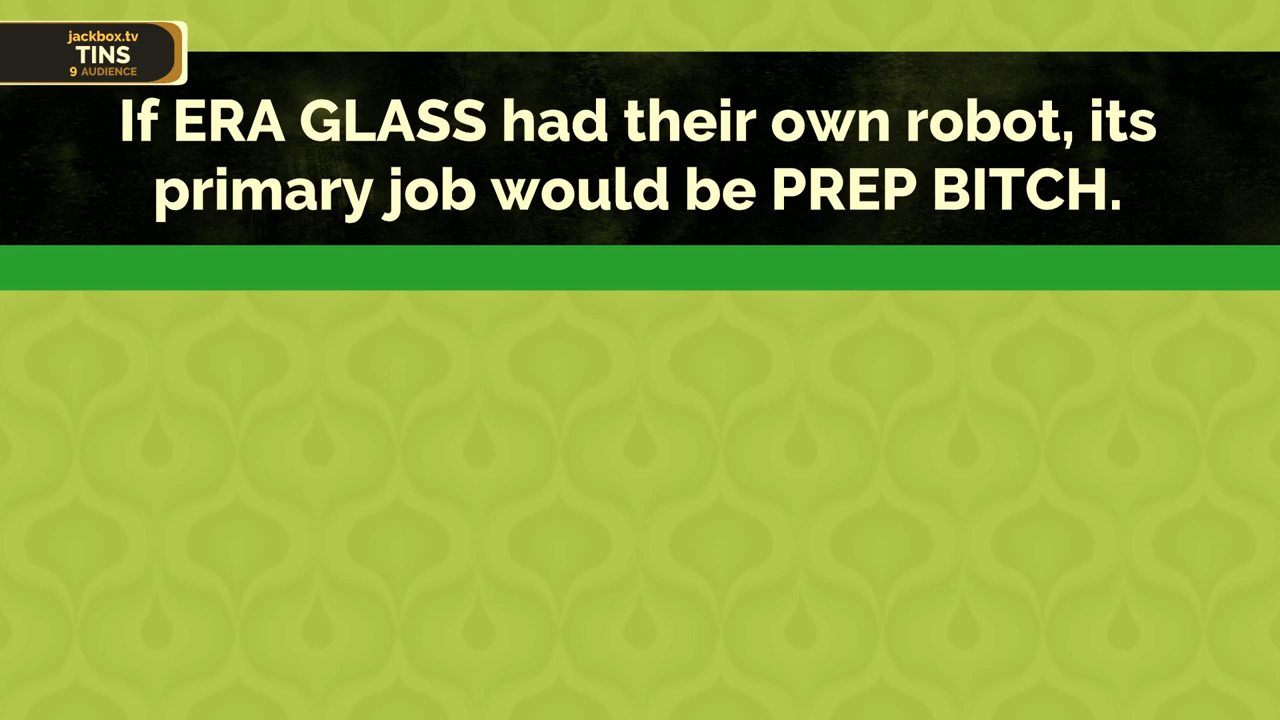 jackbox.tv
TINS
9 AUDIENCE
If ERA GLASS had their own robot, its
primary job would be PREP BITCH.